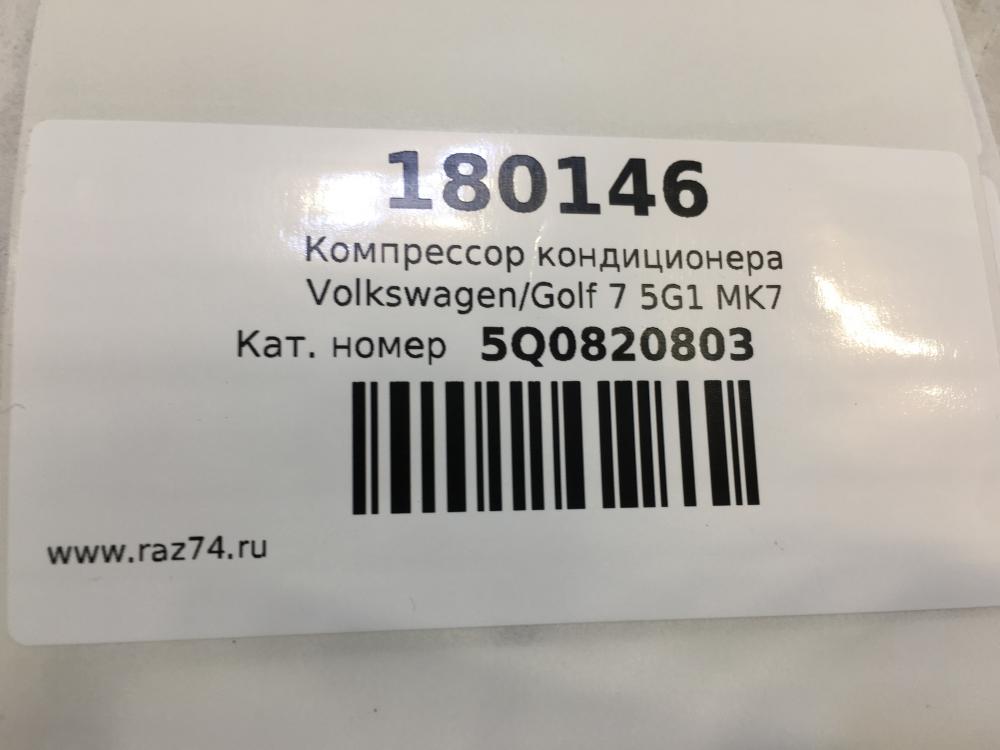 180146
Компрессор кондиционера
Volkswagen/Golf 7 5G1 MK7
Кат. номер 5Q0820803
www.raz74.ru